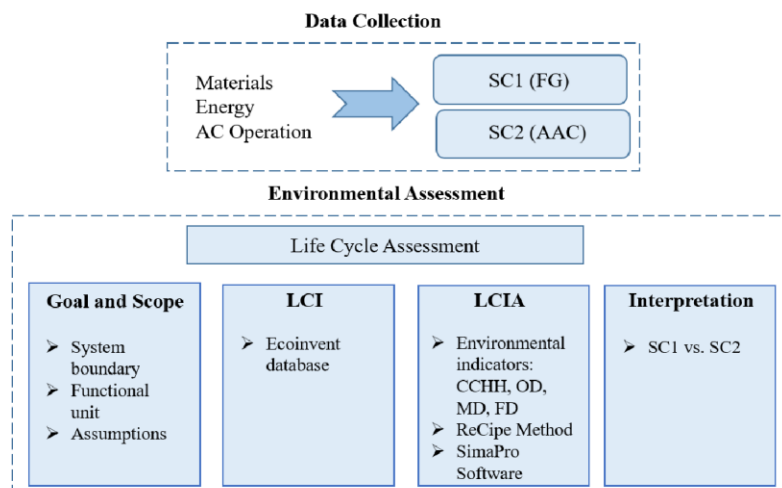 Data Collection
Materials
Energy
AC Operation
SC1 (FG)
SC2 (AAC)
Environmental Assessment
Life Cycle Assessment
Goal and Scope
➢ System
boundary
➢ Functional
unit
➢ Assumptions
LCI
➢ Ecoinvent
database
LCIA
➢ Environmental
indicators:
CCHH, OD,
MD, FD
➢ ReCipe Method
➢ SimaPro
Software
Interpretation
➢ SC1 vs. SC2